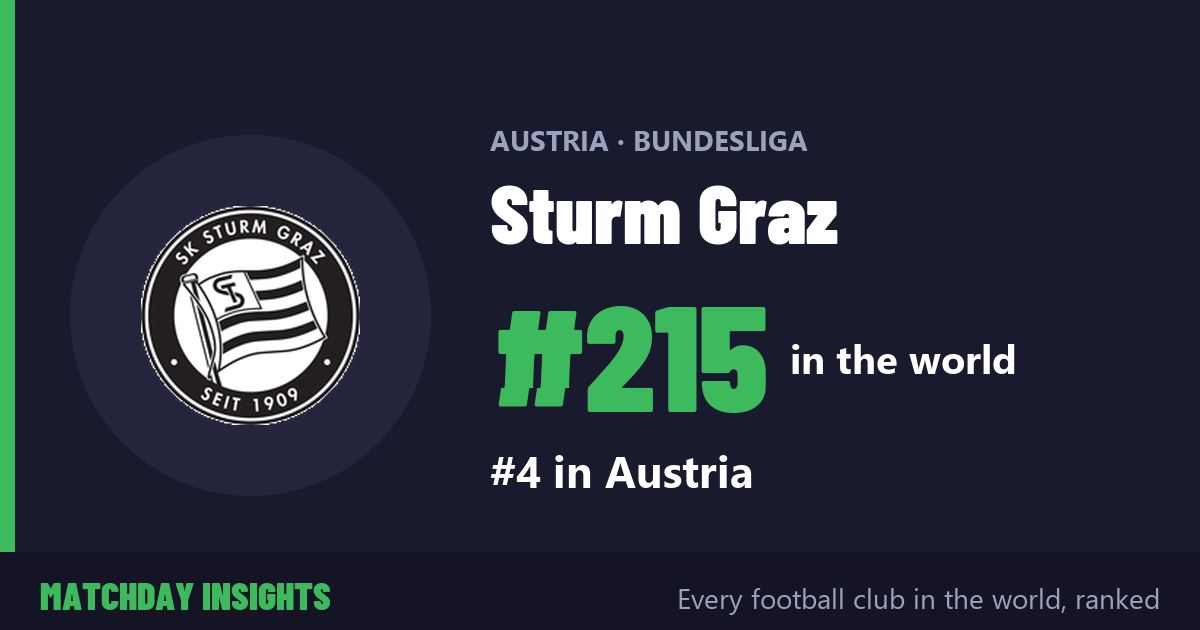 SK STURM GRAZ
SEIT 1909
AUSTRIA · BUNDESLIGA
Sturm Graz
#215 in the world
#4 in Austria
MATCHDAY INSIGHTS
Every football club in the world, ranked